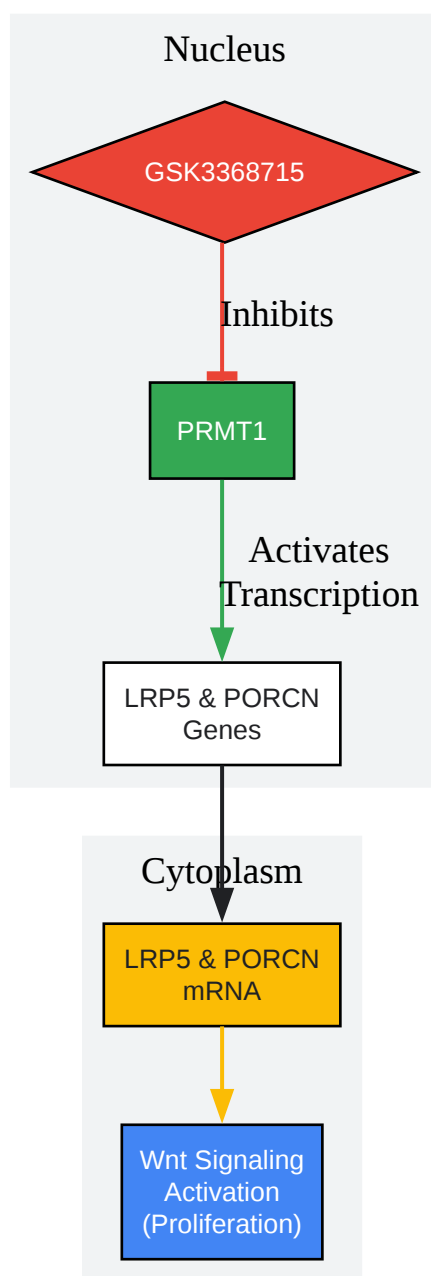 Nucleus
GSK3368715
Inhibits
PRMT1
Activates
Transcription
LRP5 & PORCN
Genes
Cytoplasm
LRP5 & PORCN
mRNA
Wnt Signaling
Activation
(Proliferation)